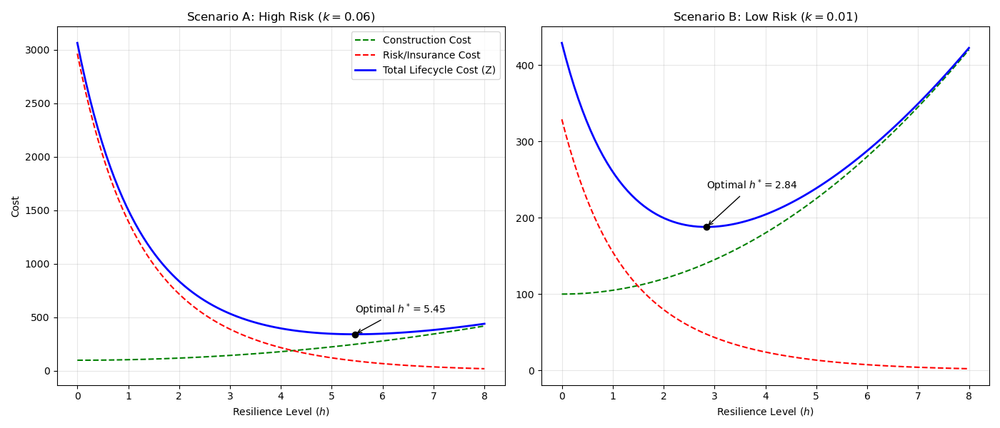 Scenario A: High Risk (k = 0.06)
3000
2500
2000
1500
1000
500
0
Cost
0 1 2 3 4 5 6 7 8
Resilience Level (h)
Construction Cost
Risk/Insurance Cost
Total Lifecycle Cost (Z)
Optimal h* = 5.45
Scenario B: Low Risk (k = 0.01)
400
300
200
100
0
0 1 2 3 4 5 6 7 8
Resilience Level (h)
Optimal h* = 2.84